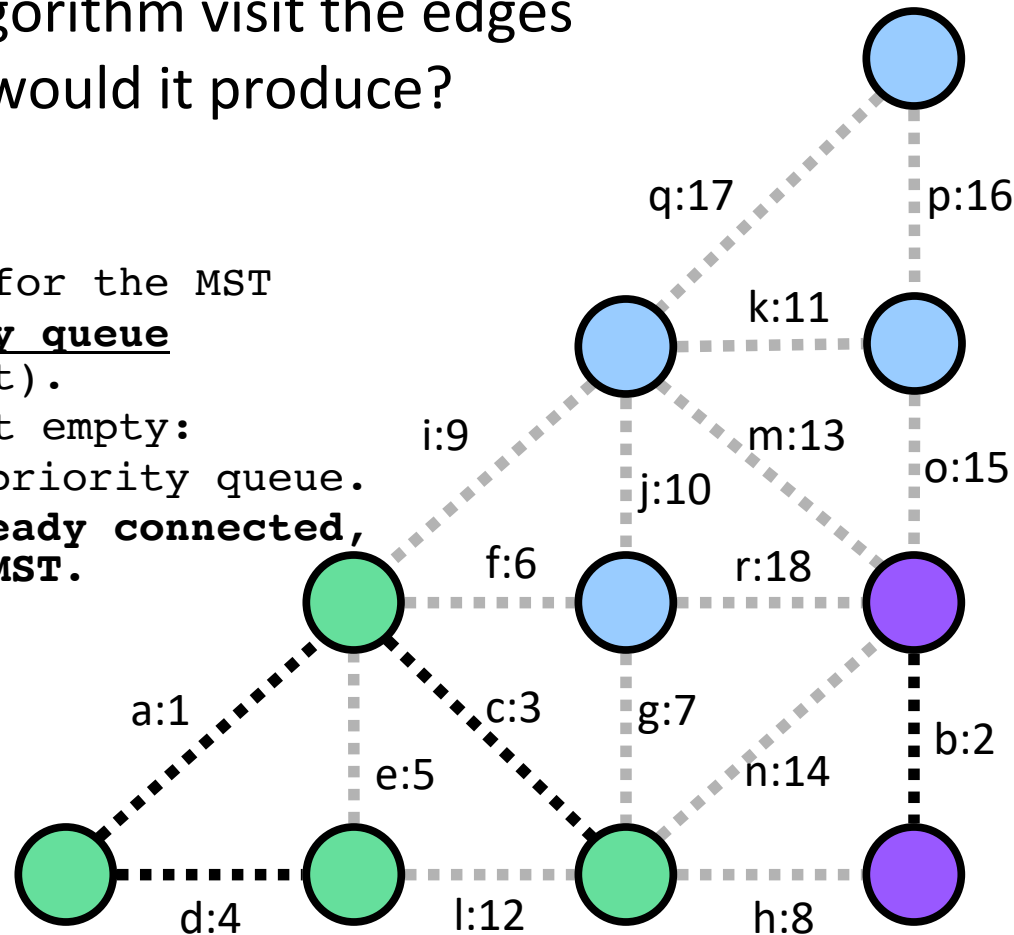 gorithm visit the edges
would it produce?
for the MST
y queue
t).
t empty:
priority queue.
eady connected,
MST.
q:17
p:16
k:11
i:9
m:13
j:10
o:15
f:6
r:18
a:1
c:3
g:7
b:2
e:5
n:14
d:4
l:12
h:8